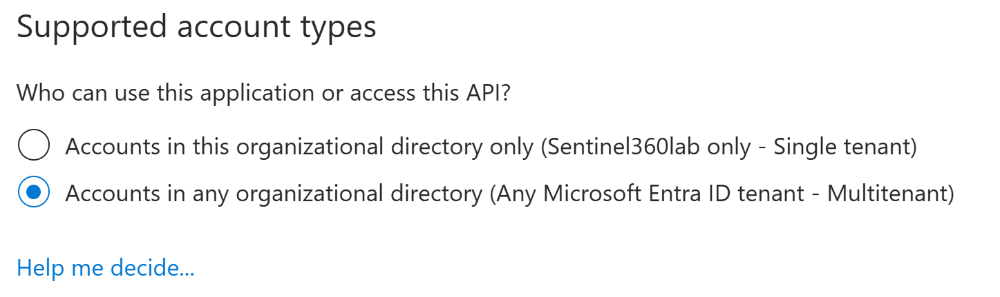 Supported account types
Who can use this application or access this API?
Accounts in this organizational directory only (Sentinel360lab only - Single tenant)
Accounts in any organizational directory (Any Microsoft Entra ID tenant - Multitenant)
Help me decide...